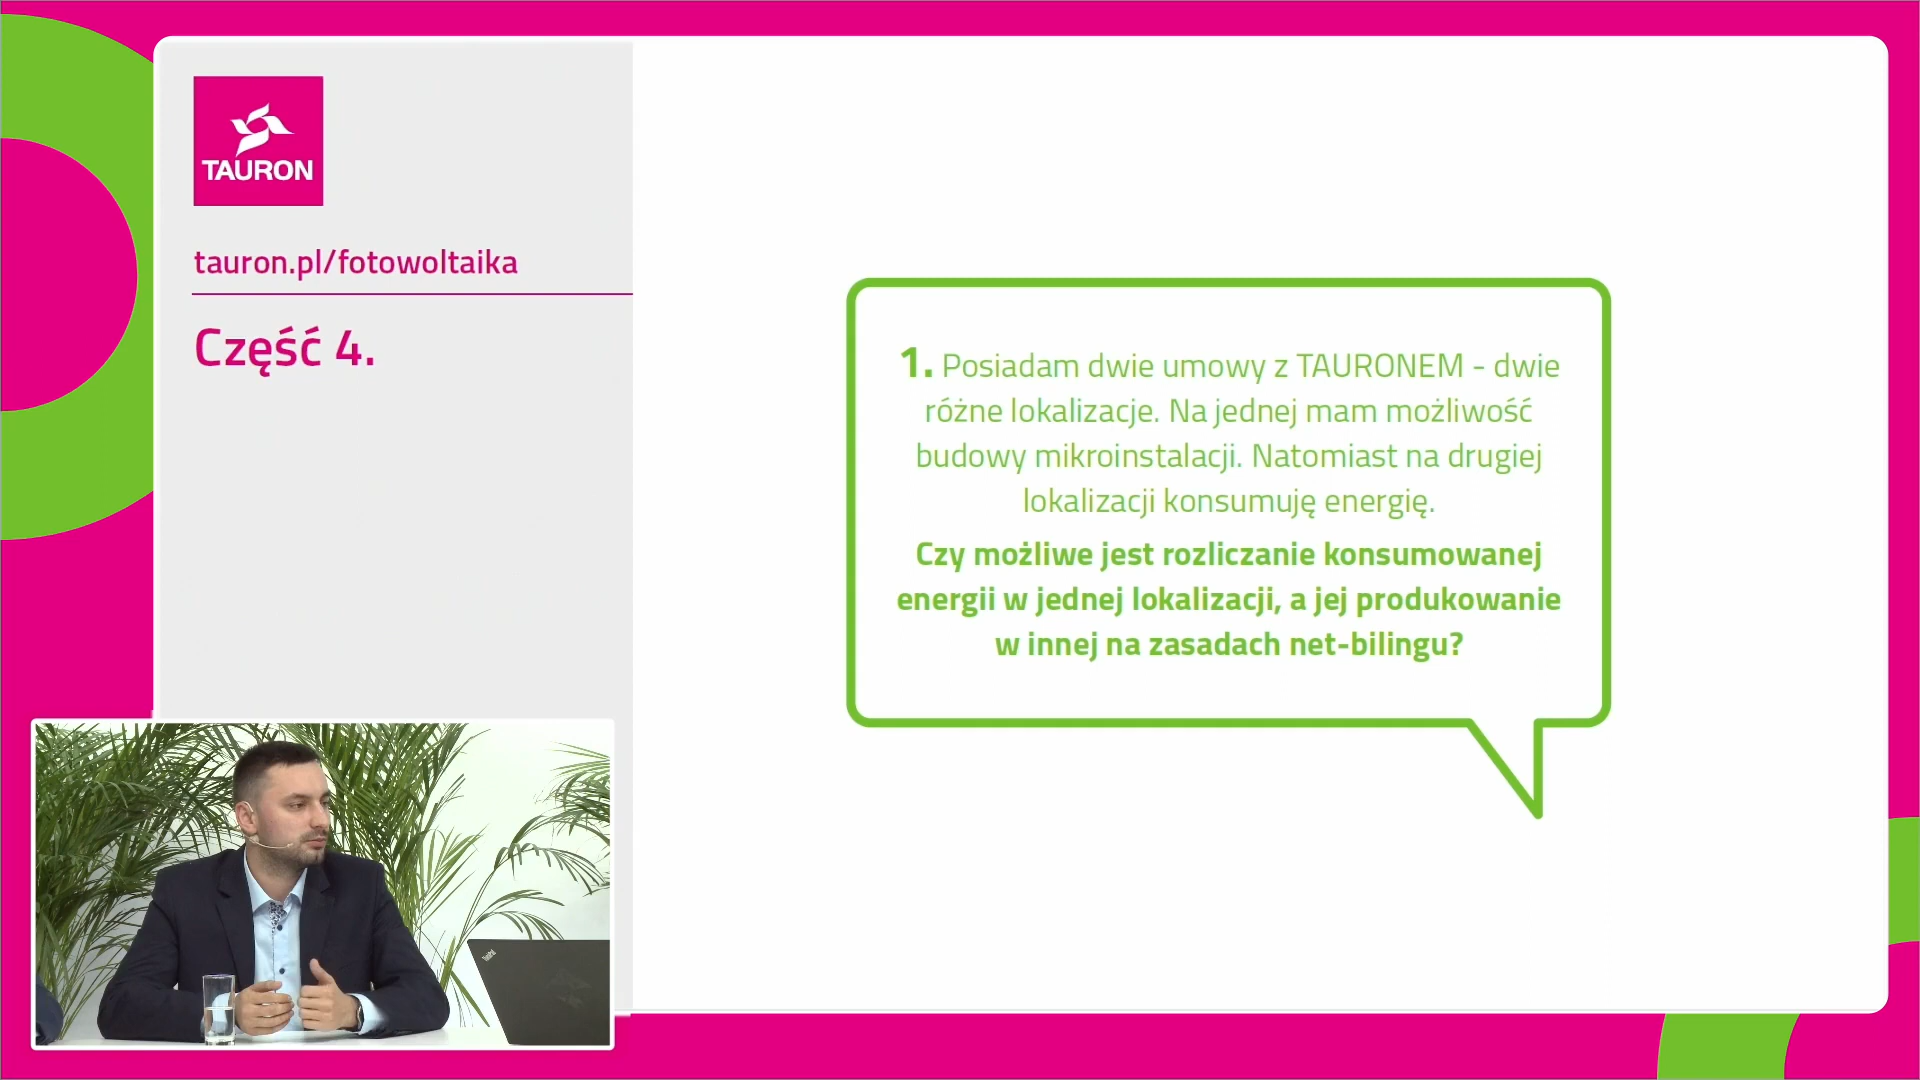 TAURON
tauron.pl/fotowoltaika
Część 4.
1. Posiadam dwie umowy z TAURONEM - dwie
różne lokalizacje. Na jednej mam możliwość
budowy mikroinstalacji. Natomiast na drugiej
lokalizacji konsumuję energię.
Czy możliwe jest rozliczanie konsumowanej
energii w jednej lokalizacji, a jej produkowanie
w innej na zasadach net-bilingu?
ThinkPad